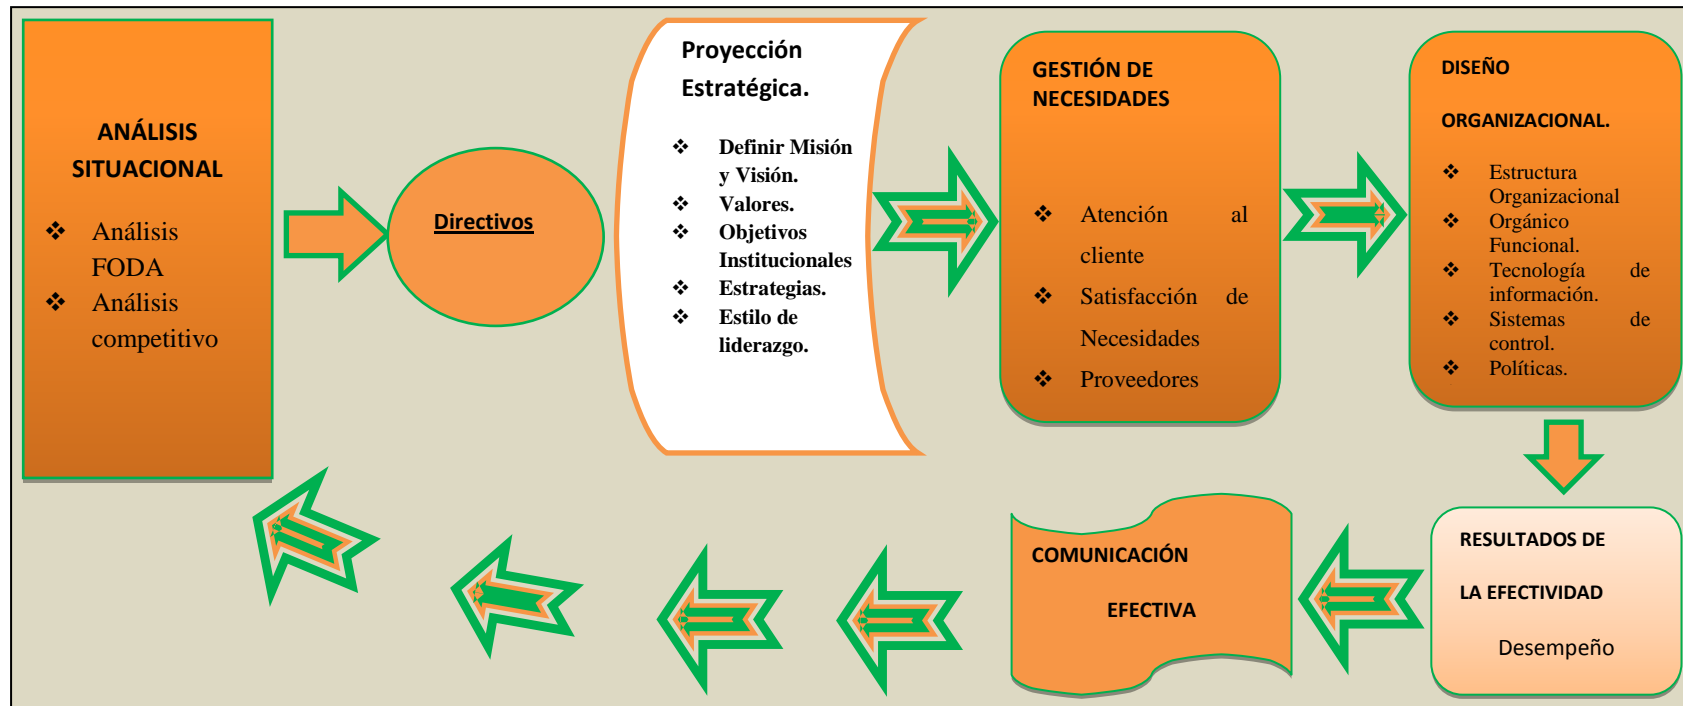 ANÁLISIS
SITUACIONAL
❖ Análisis
FODA
❖ Análisis
competitivo
Directivos
Proyección
Estratégica.
❖ Definir Misión
y Visión.
❖ Valores.
❖ Objetivos
Institucionales
❖ Estrategias.
❖ Estilo de
liderazgo.
GESTIÓN DE
NECESIDADES
❖ Atención al
cliente
❖ Satisfacción de
Necesidades
❖ Proveedores
DISEÑO
ORGANIZACIONAL.
❖ Estructura
Organizacional
❖ Orgánico
Funcional.
❖ Tecnología de
información.
❖ Sistemas de
control.
❖ Políticas.
RESULTADOS DE
LA EFECTIVIDAD
Desempeño
COMUNICACIÓN
EFECTIVA